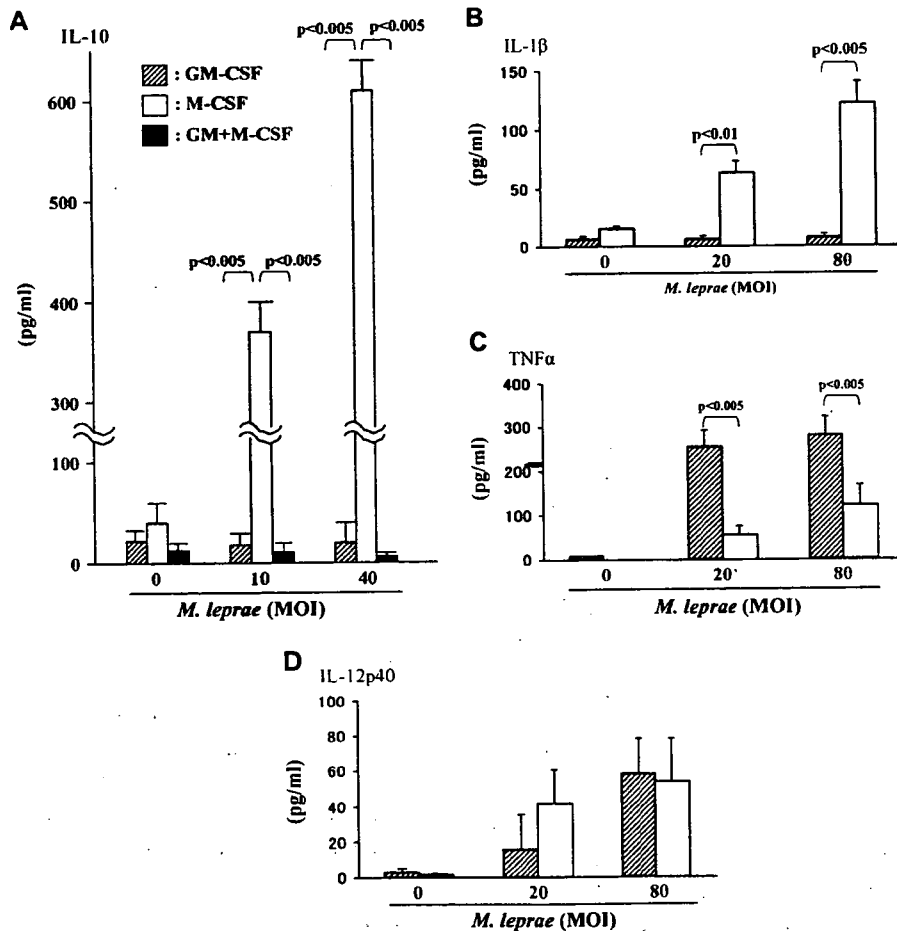 A
IL-10
: GM-CSF
: M-CSF
: GM+M-CSF
p<0.005 p<0.005
p<0.005 p<0.005
(pg/ml)
600
500
400
300
100
0
0 10 40
M. leprae (MOI)
B
IL-1β
p<0.005
p<0.01
(pg/ml)
150
100
50
0
0 20 80
M. leprae (MOI)
C
TNFα
p<0.005
p<0.005
(pg/ml)
400
300
200
100
0
0 20 80
M. leprae (MOI)
D
IL-12p40
(pg/ml)
100
80
60
40
20
0
0 20 80
M. leprae (MOI)